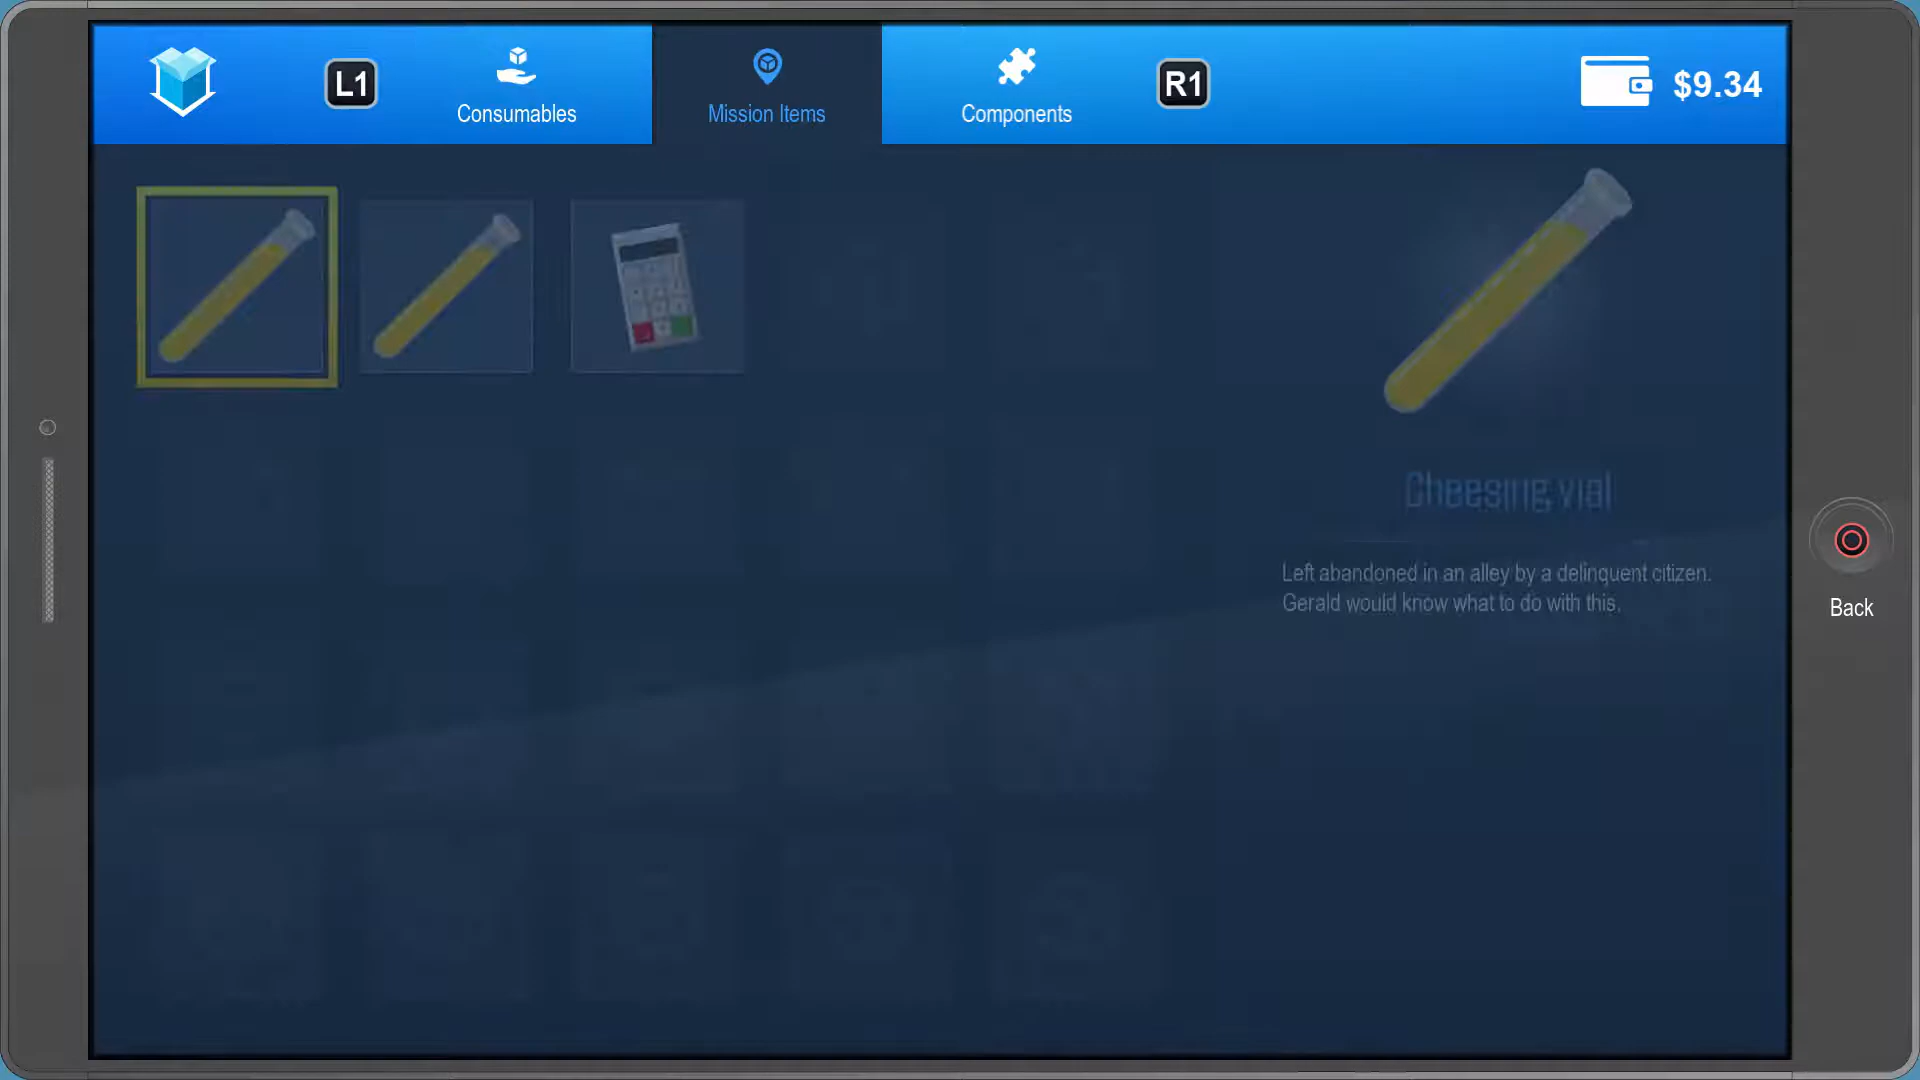 L1
Consumables
Mission Items
Components
R1
$9.34
Cheesing vial
Left abandoned in an alley by a delinquent citizen.
Gerald would know what to do with this.
Back